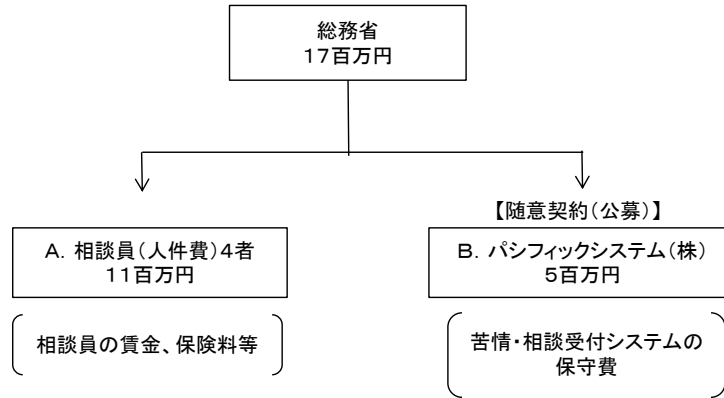 総務省
17百万円
【随意契約(公募)】
A. 相談員(人件費)4者
11百万円
B. パシフィックシステム(株)
5百万円
相談員の賃金、保険料等
苦情・相談受付システムの
保守費